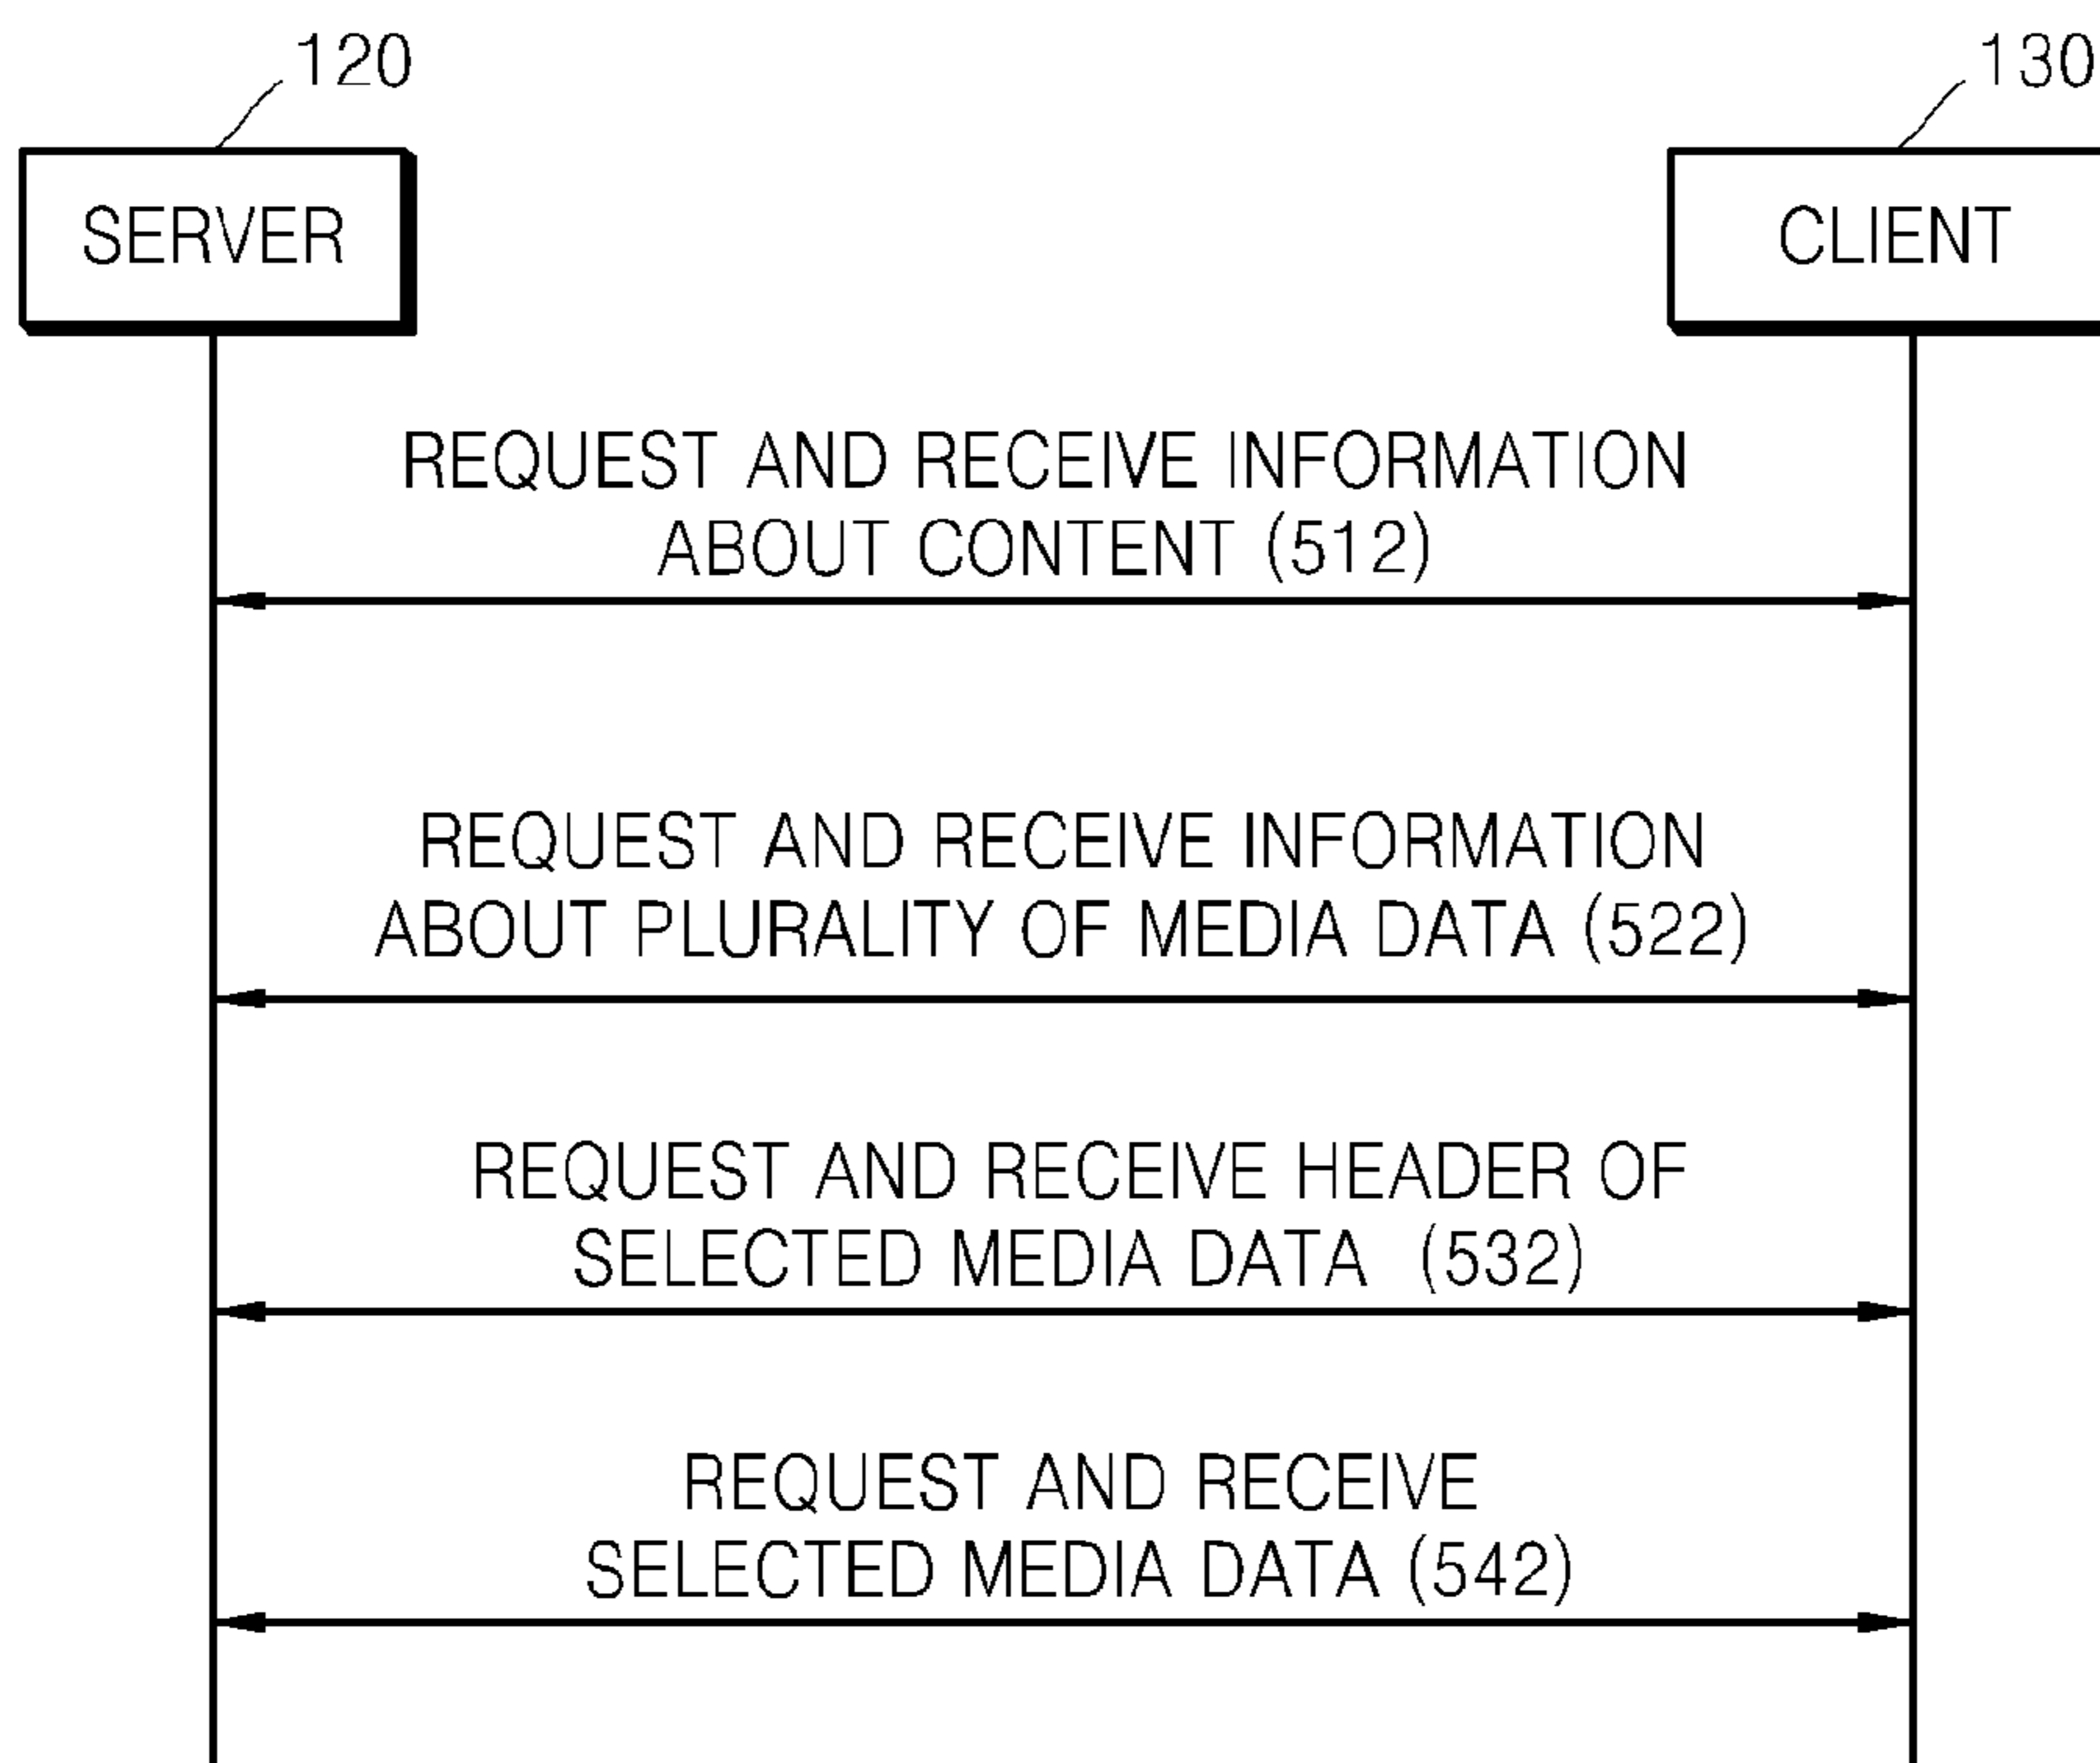 120
130
SERVER
CLIENT
REQUEST AND RECEIVE INFORMATION
ABOUT CONTENT (512)
REQUEST AND RECEIVE INFORMATION
ABOUT PLURALITY OF MEDIA DATA (522)
REQUEST AND RECEIVE HEADER OF
SELECTED MEDIA DATA (532)
REQUEST AND RECEIVE
SELECTED MEDIA DATA (542)